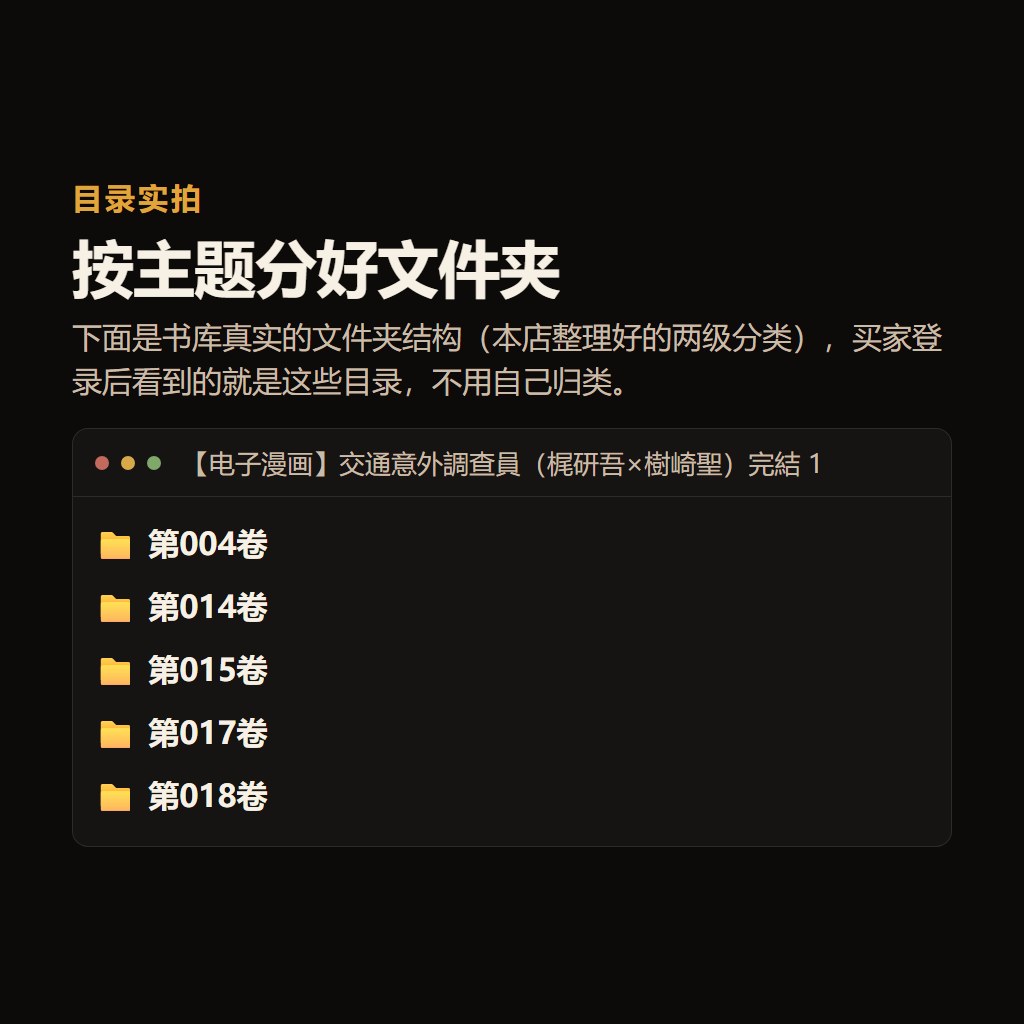 目录实拍
按主题分好文件夹
下面是书库真实的文件夹结构（本店整理好的两级分类），买家登
录后看到的就是这些目录，不用自己归类。
【电子漫画】交通意外調查員（梶研吾×樹崎聖）完結 1
第004卷
第014卷
第015卷
第017卷
第018卷